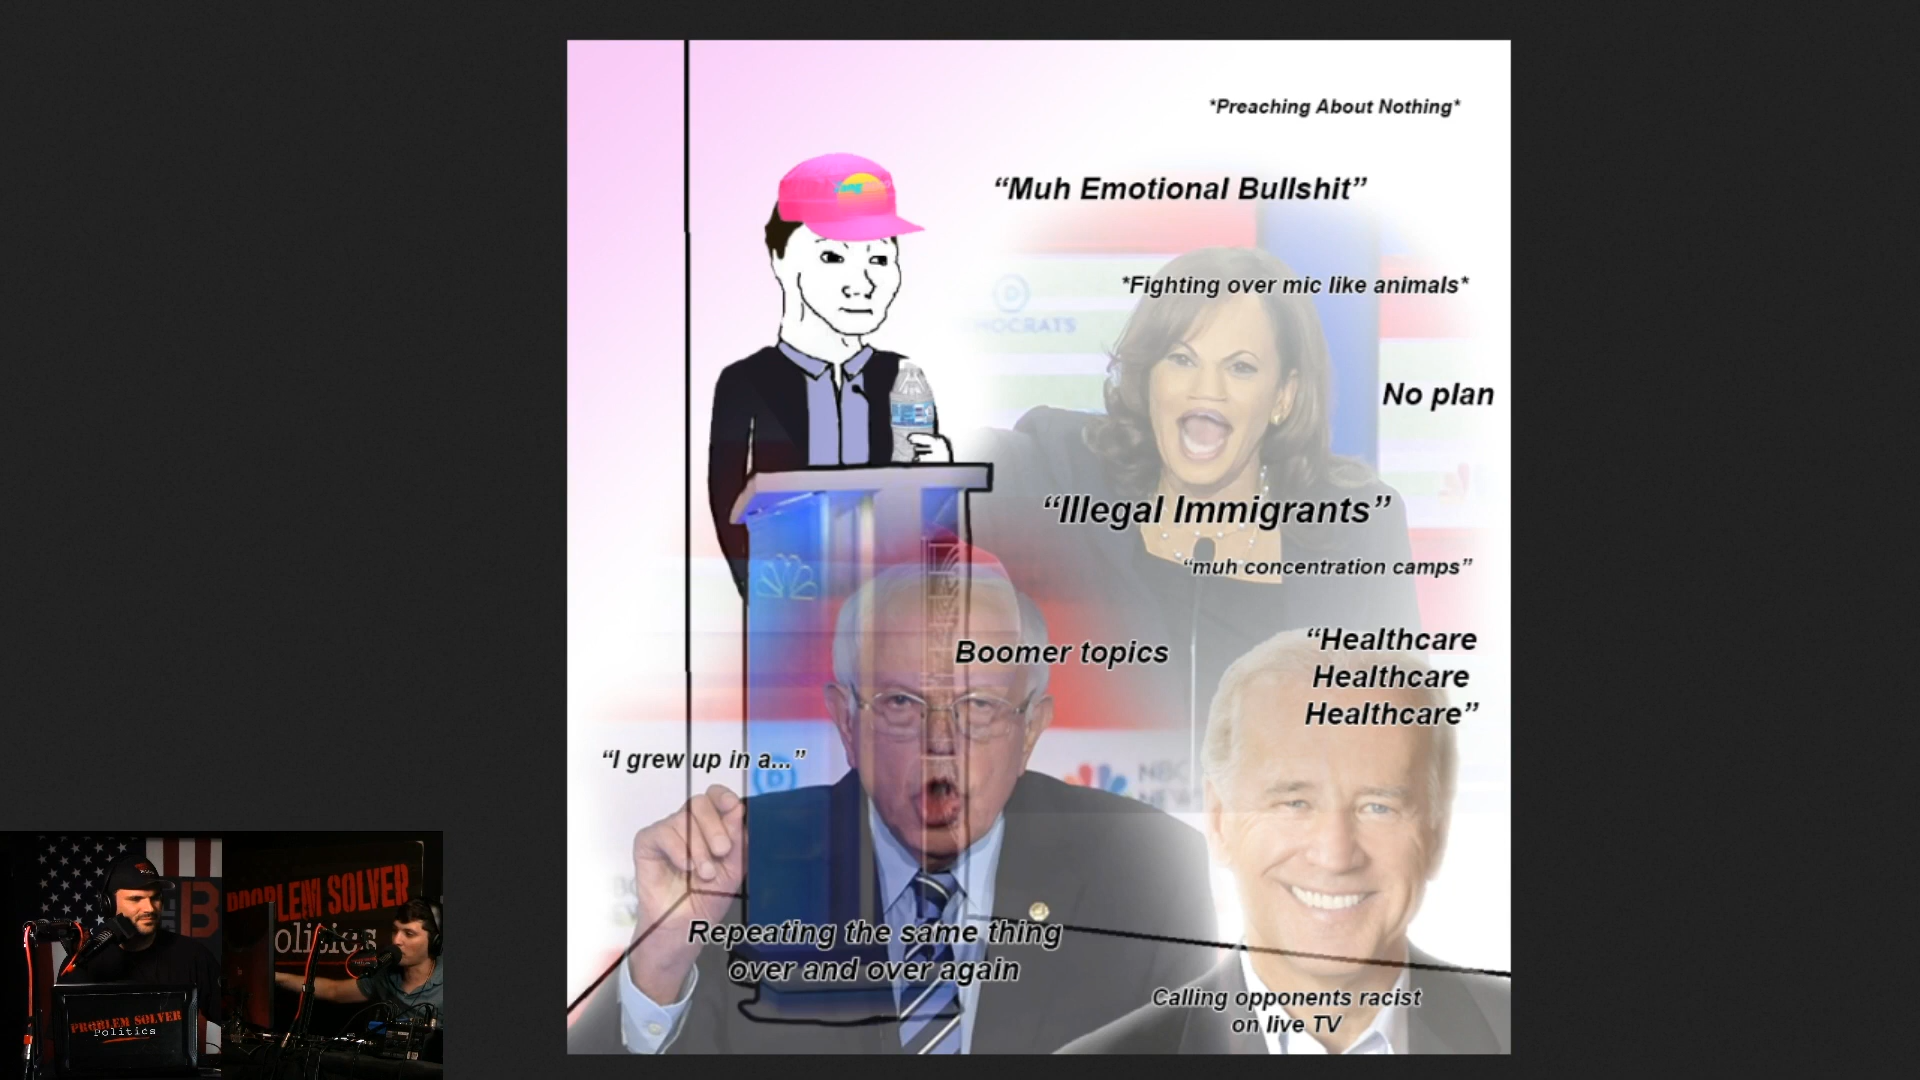 *Preaching About Nothing*
“Muh Emotional Bullshit”
*Fighting over mic like animals*
No plan
“Illegal Immigrants”
“muh concentration camps”
Boomer topics
“Healthcare
Healthcare
Healthcare”
“I grew up in a...”
Repeating the same thing
over and over again
Calling opponents racist
on live TV
PROBLEM SOLVER
Politics
PROBLEM SOLVER
Politics